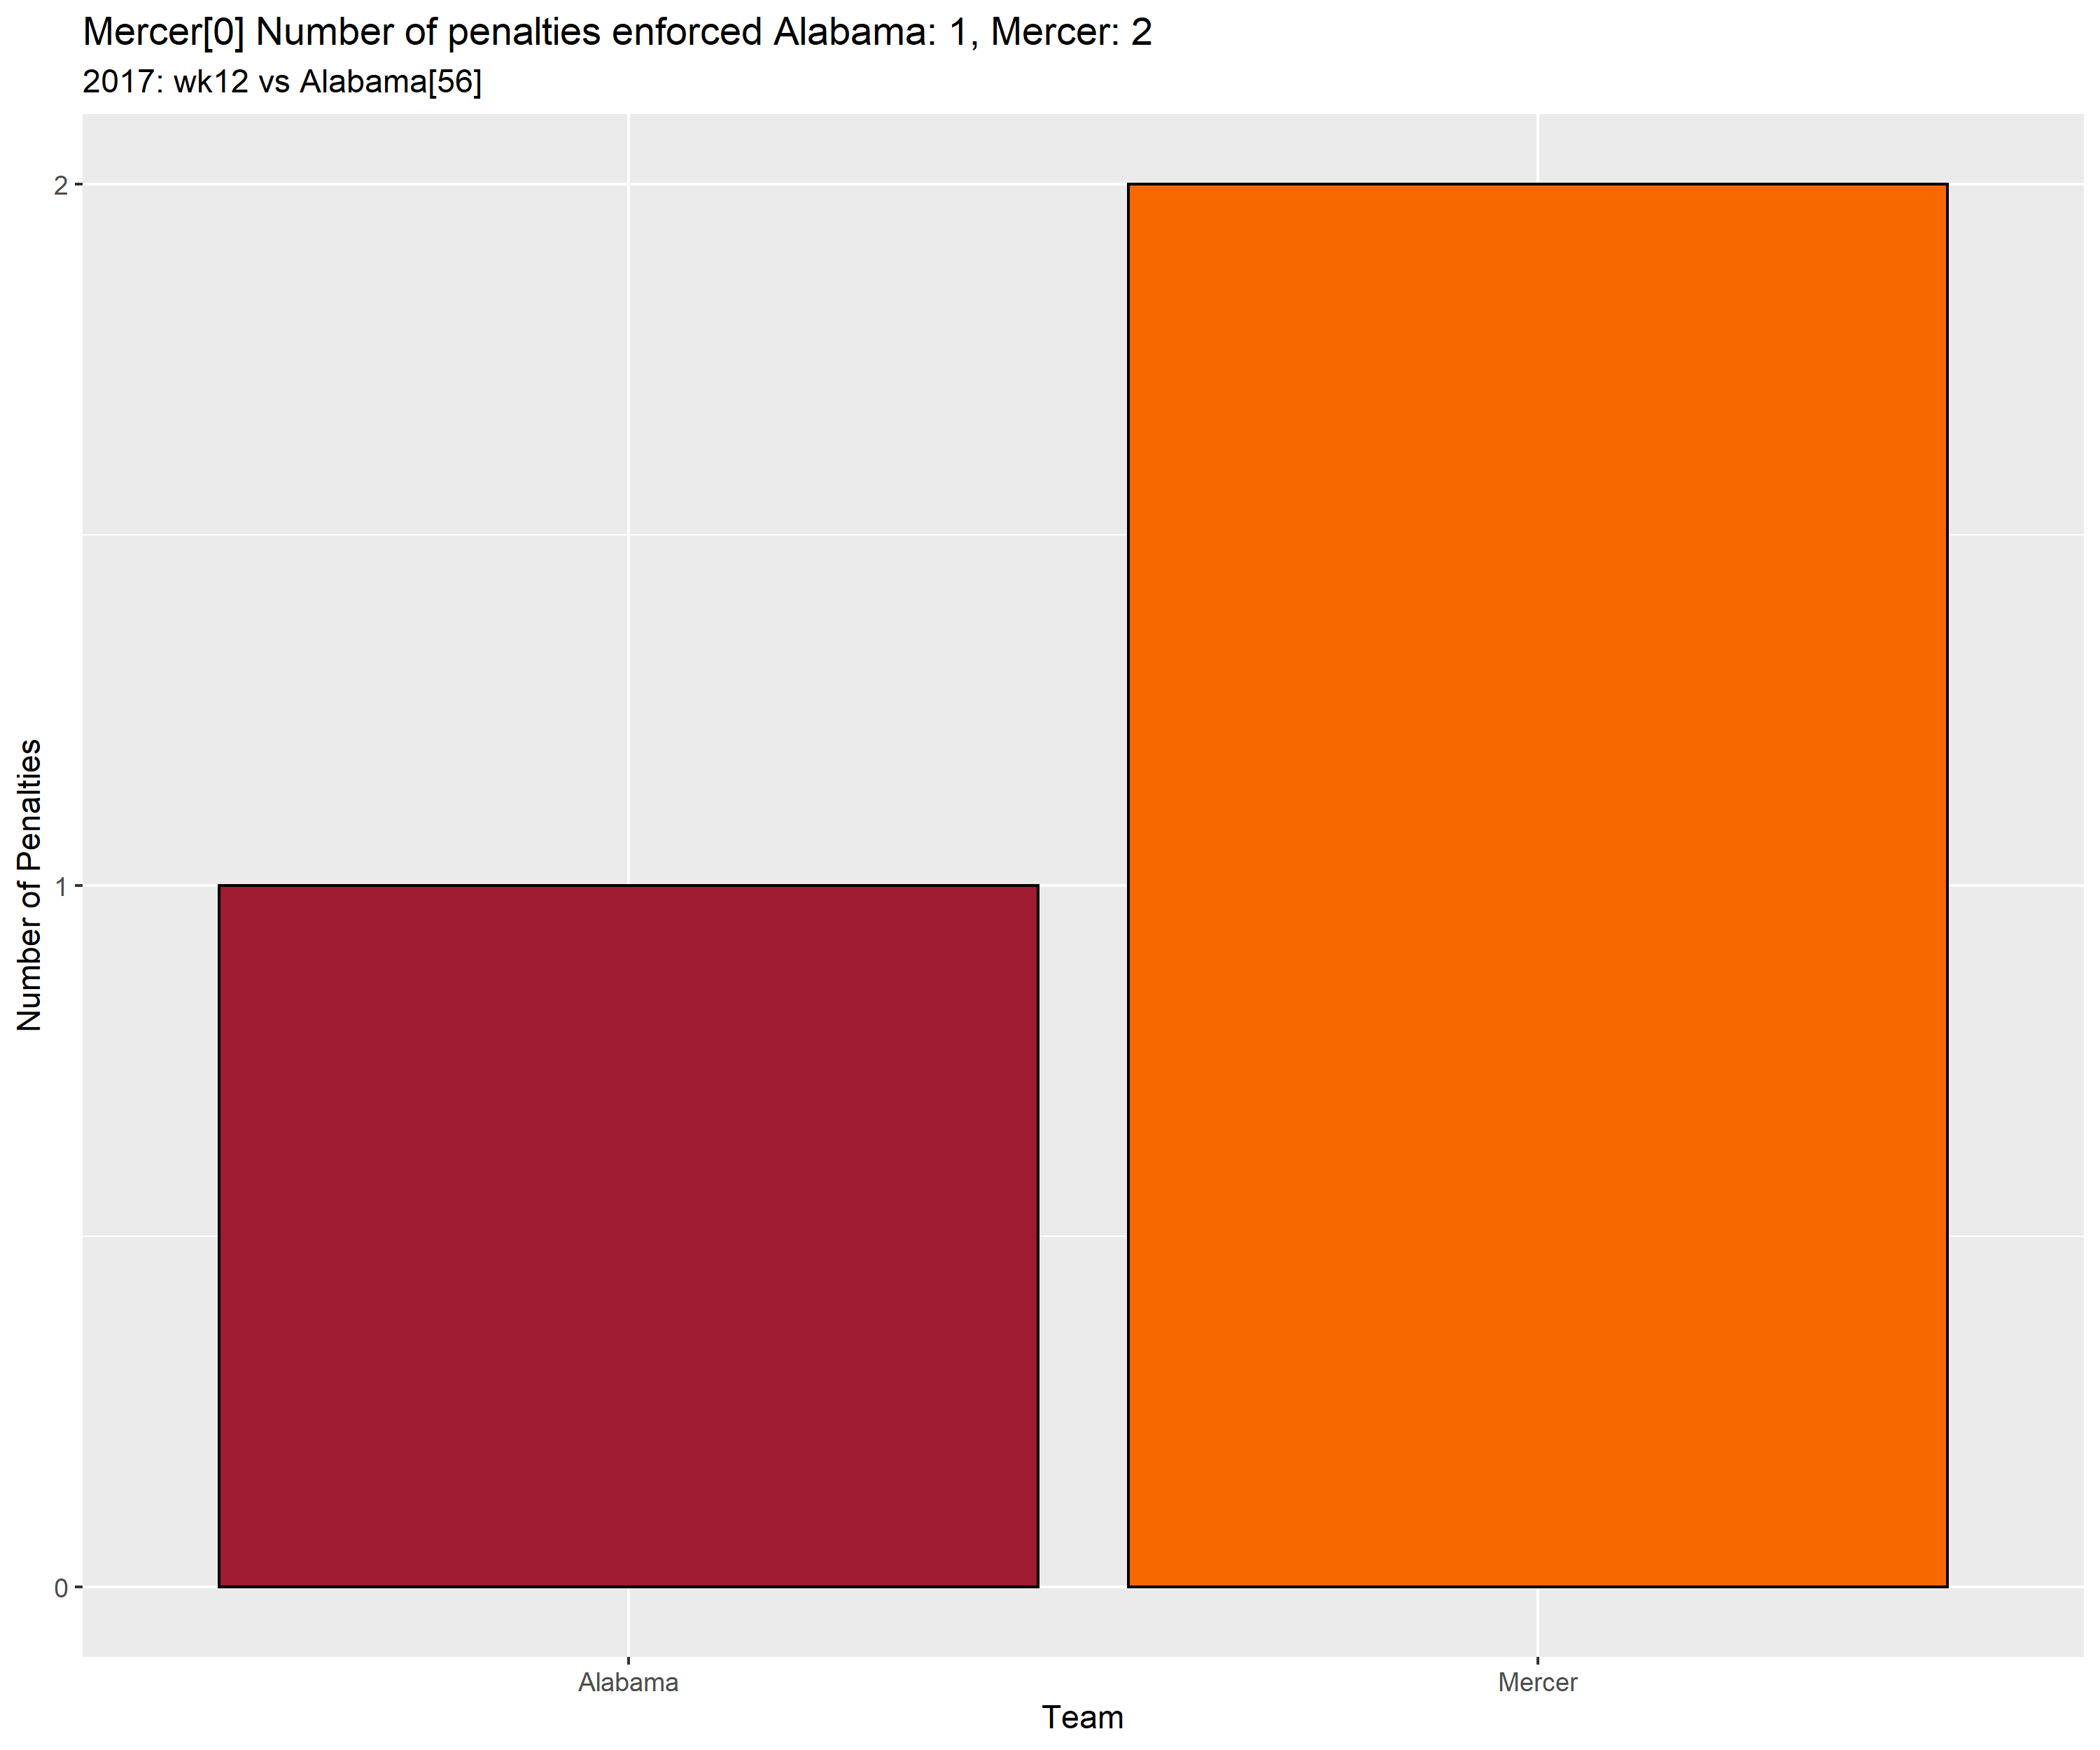 Mercer[0] Number of penalties enforced Alabama: 1, Mercer: 2
2017: wk12 vs Alabama[56]
Number of Penalties
2
1
0
Alabama
Mercer
Team